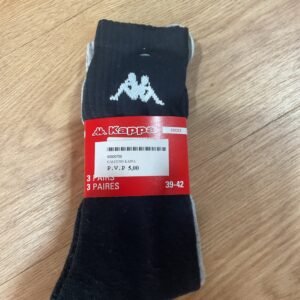 Kappa
P.V.P 5,00
3 PAIRS
3 PAIRES
39-42